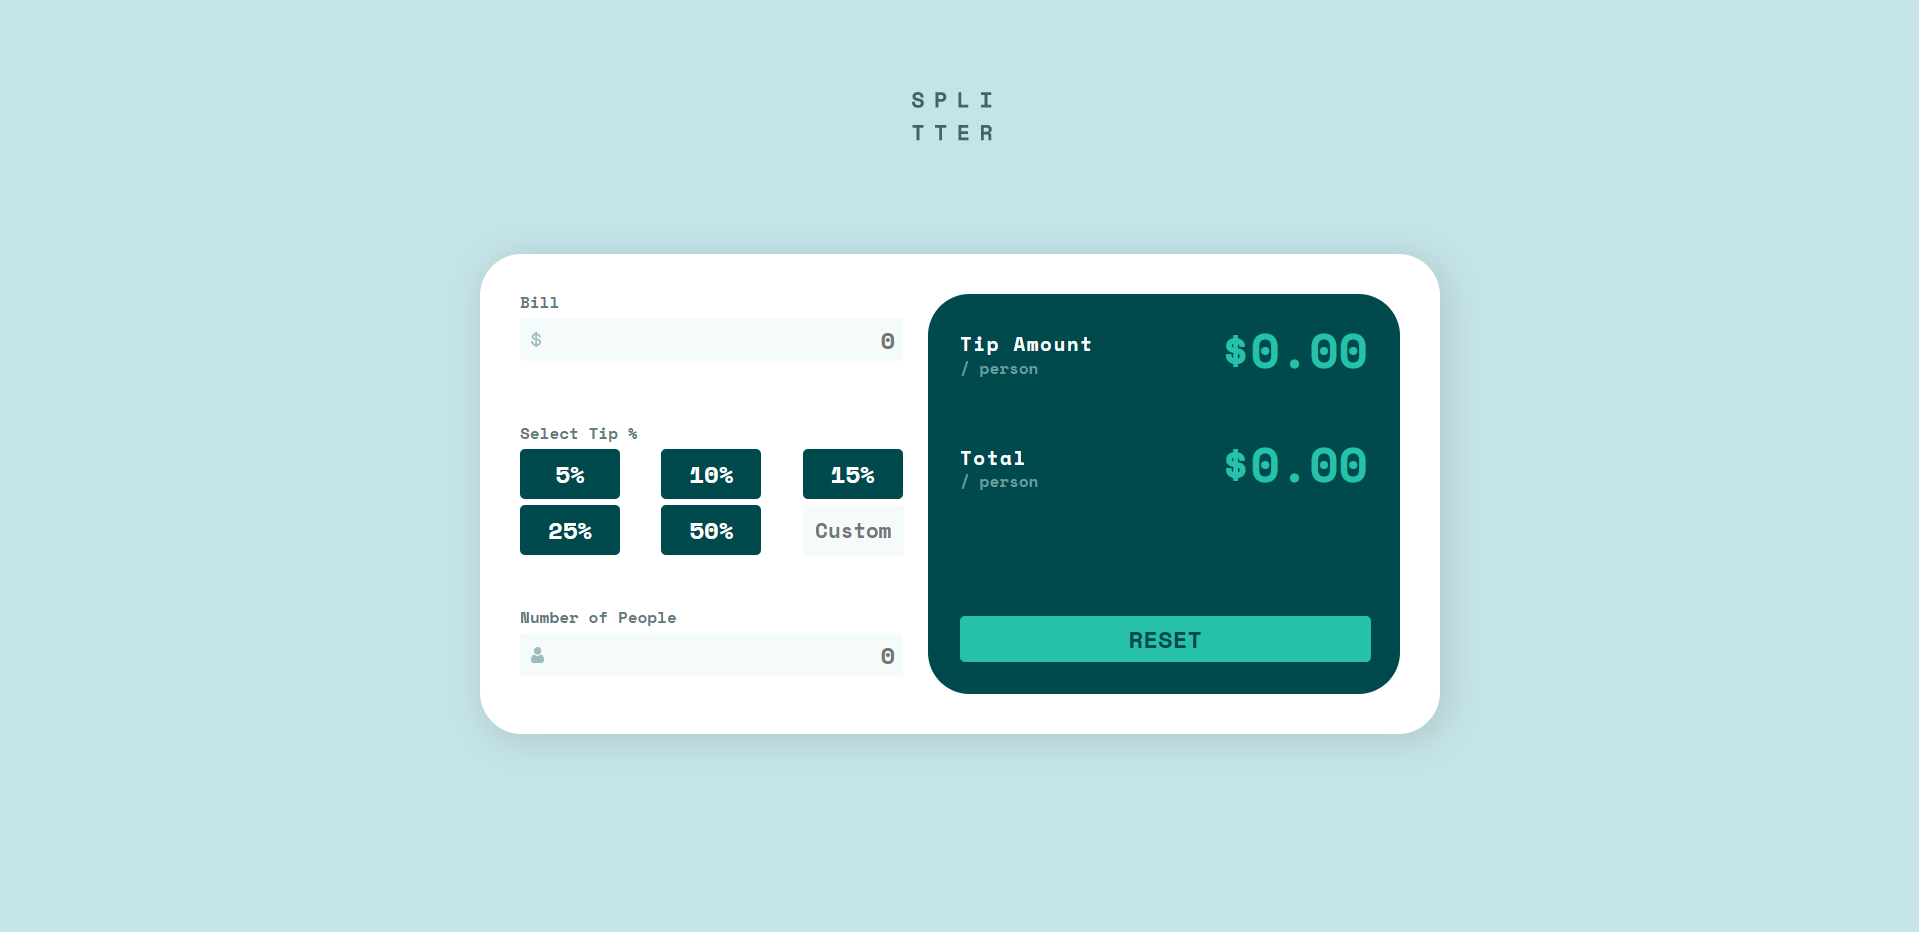 SPLI
TTER
Bill
$ 0
Select Tip %
5% 10% 15%
25% 50% Custom
Number of People
0
Tip Amount
/ person
$0.00
Total
/ person
$0.00
RESET